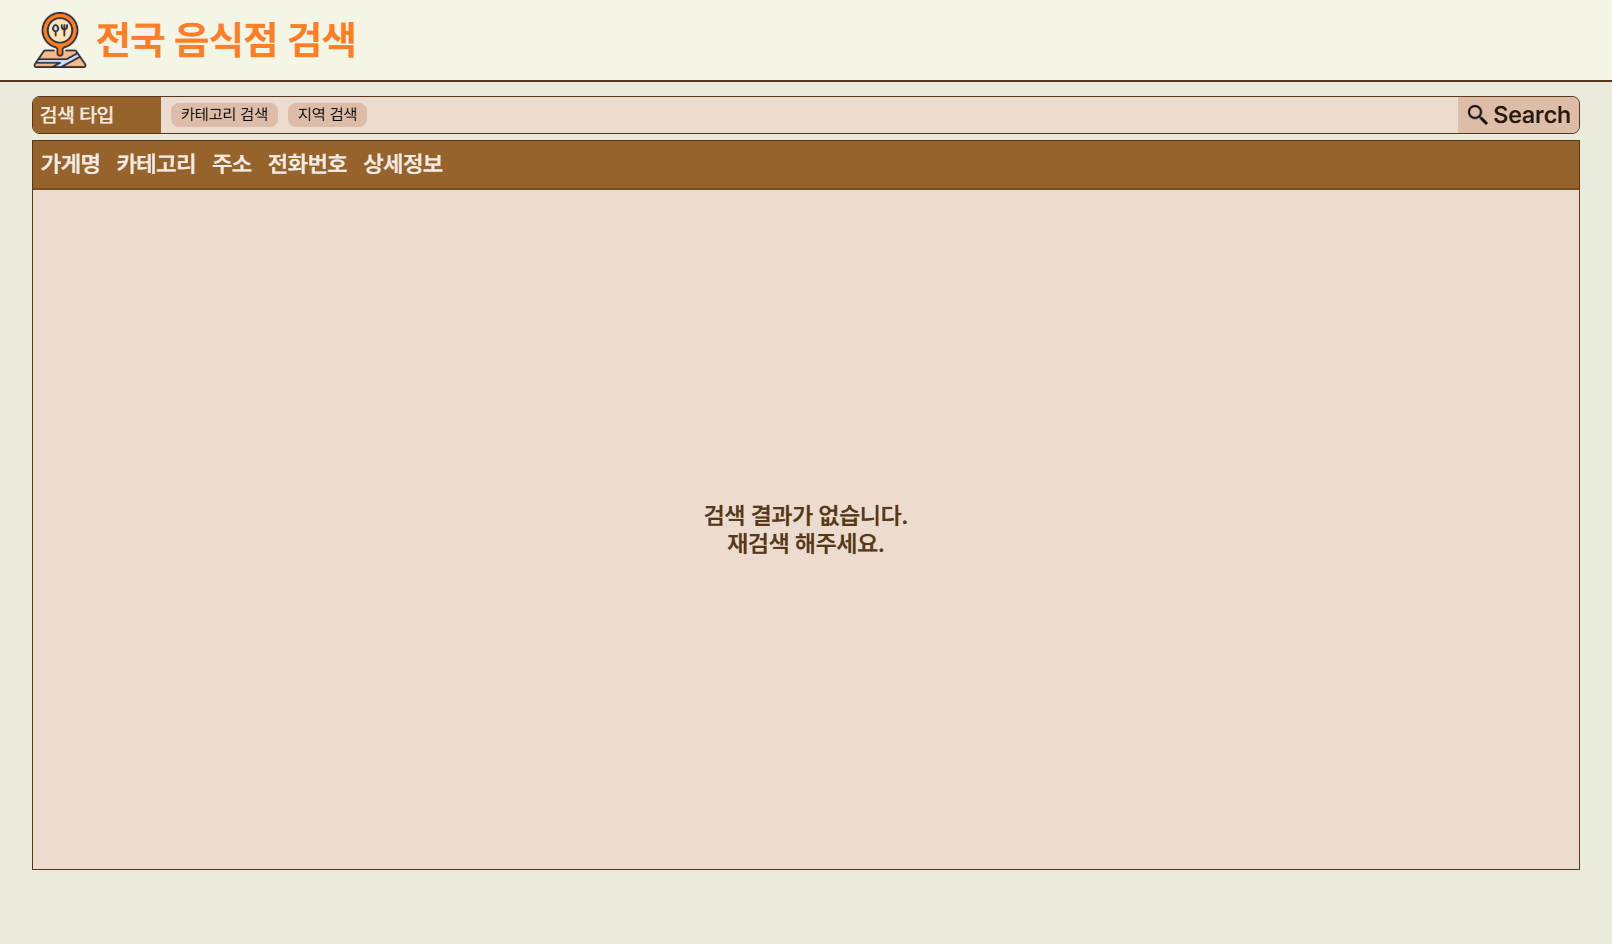 전국 음식점 검색
검색 타입 카테고리 검색 지역 검색 Search
가게명 카테고리 주소 전화번호 상세정보
검색 결과가 없습니다.
재검색 해주세요.